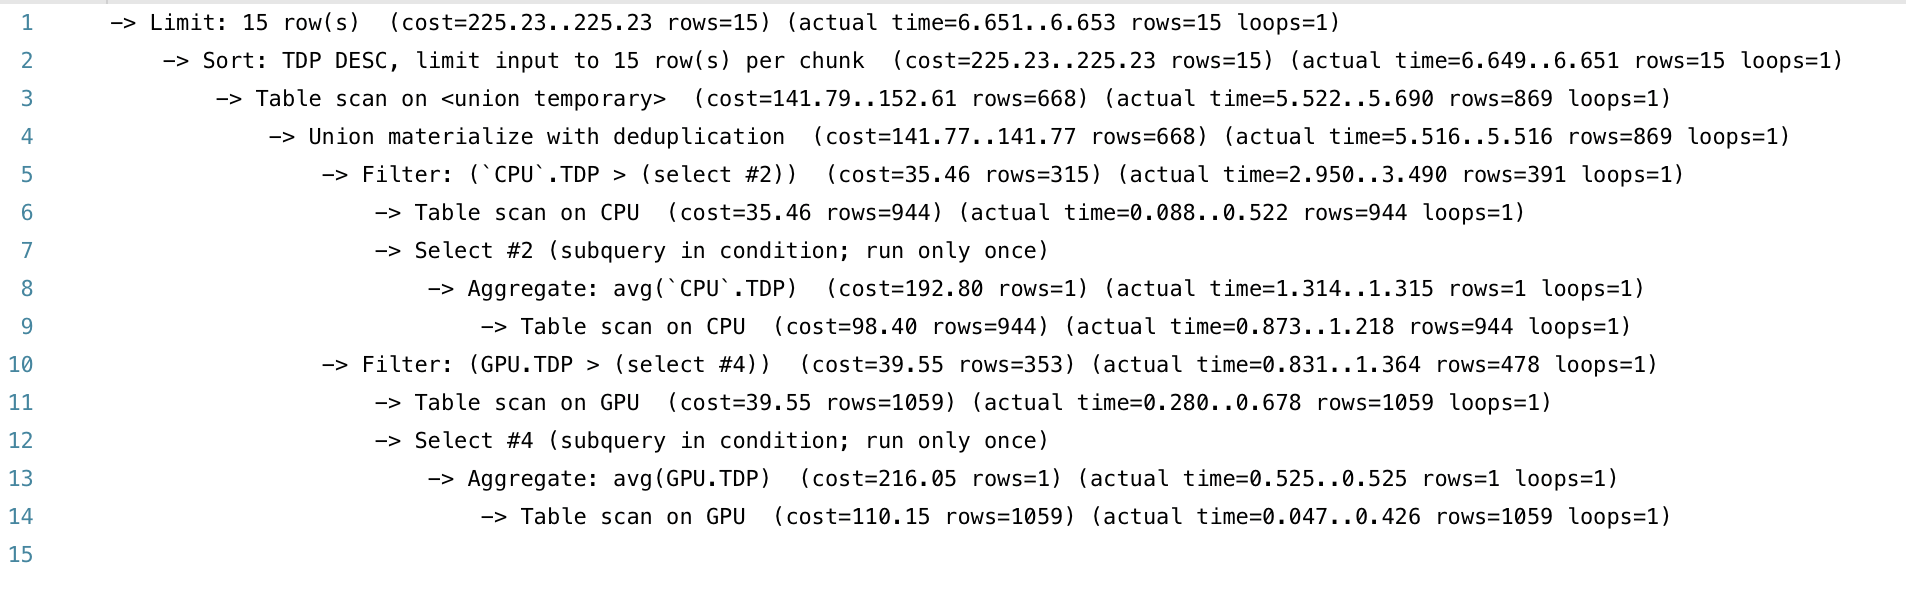 1 -> Limit: 15 row(s)  (cost=225.23..225.23 rows=15) (actual time=6.651..6.653 rows=15 loops=1)
2     -> Sort: TDP DESC, limit input to 15 row(s) per chunk  (cost=225.23..225.23 rows=15) (actual time=6.649..6.651 rows=15 loops=1)
3         -> Table scan on <union temporary>  (cost=141.79..152.61 rows=668) (actual time=5.522..5.690 rows=869 loops=1)
4             -> Union materialize with deduplication  (cost=141.77..141.77 rows=668) (actual time=5.516..5.516 rows=869 loops=1)
5                 -> Filter: (`CPU`.TDP > (select #2))  (cost=35.46 rows=315) (actual time=2.950..3.490 rows=391 loops=1)
6                     -> Table scan on CPU  (cost=35.46 rows=944) (actual time=0.088..0.522 rows=944 loops=1)
7                     -> Select #2 (subquery in condition; run only once)
8                         -> Aggregate: avg(`CPU`.TDP)  (cost=192.80 rows=1) (actual time=1.314..1.315 rows=1 loops=1)
9                             -> Table scan on CPU  (cost=98.40 rows=944) (actual time=0.873..1.218 rows=944 loops=1)
10                 -> Filter: (GPU.TDP > (select #4))  (cost=39.55 rows=353) (actual time=0.831..1.364 rows=478 loops=1)
11                     -> Table scan on GPU  (cost=39.55 rows=1059) (actual time=0.280..0.678 rows=1059 loops=1)
12                     -> Select #4 (subquery in condition; run only once)
13                         -> Aggregate: avg(GPU.TDP)  (cost=216.05 rows=1) (actual time=0.525..0.525 rows=1 loops=1)
14                             -> Table scan on GPU  (cost=110.15 rows=1059) (actual time=0.047..0.426 rows=1059 loops=1)
15